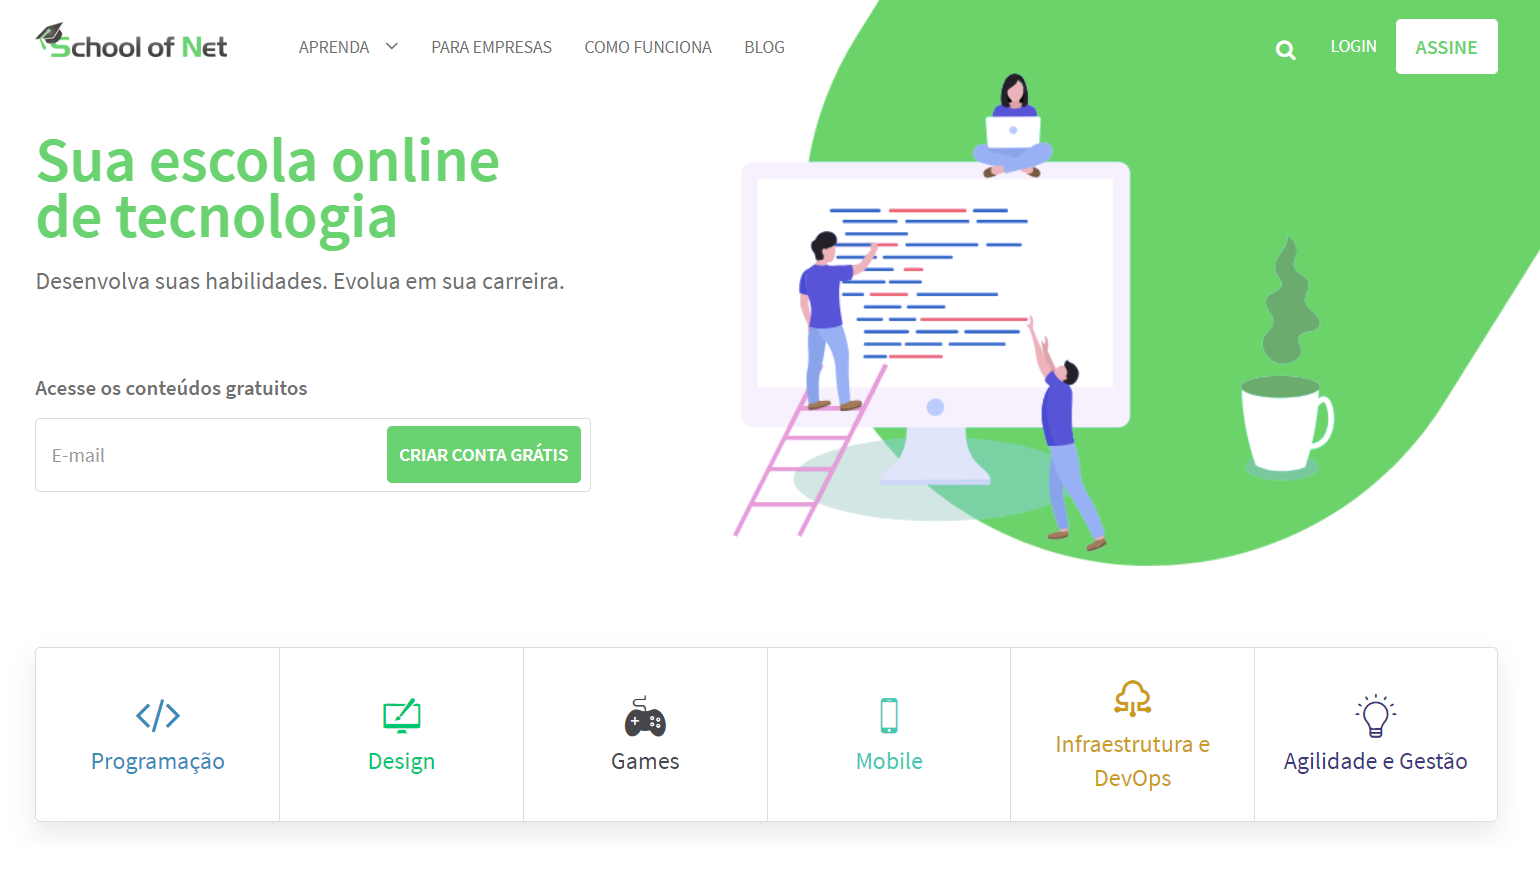 School of Net
APRENDA
PARA EMPRESAS
COMO FUNCIONA
BLOG
LOGIN
ASSINE
Sua escola online
de tecnologia
Desenvolva suas habilidades. Evolua em sua carreira.
Acesse os conteúdos gratuitos
E-mail
CRIAR CONTA GRÁTIS
Programação
Design
Games
Mobile
Infraestrutura e
DevOps
Agilidade e Gestão